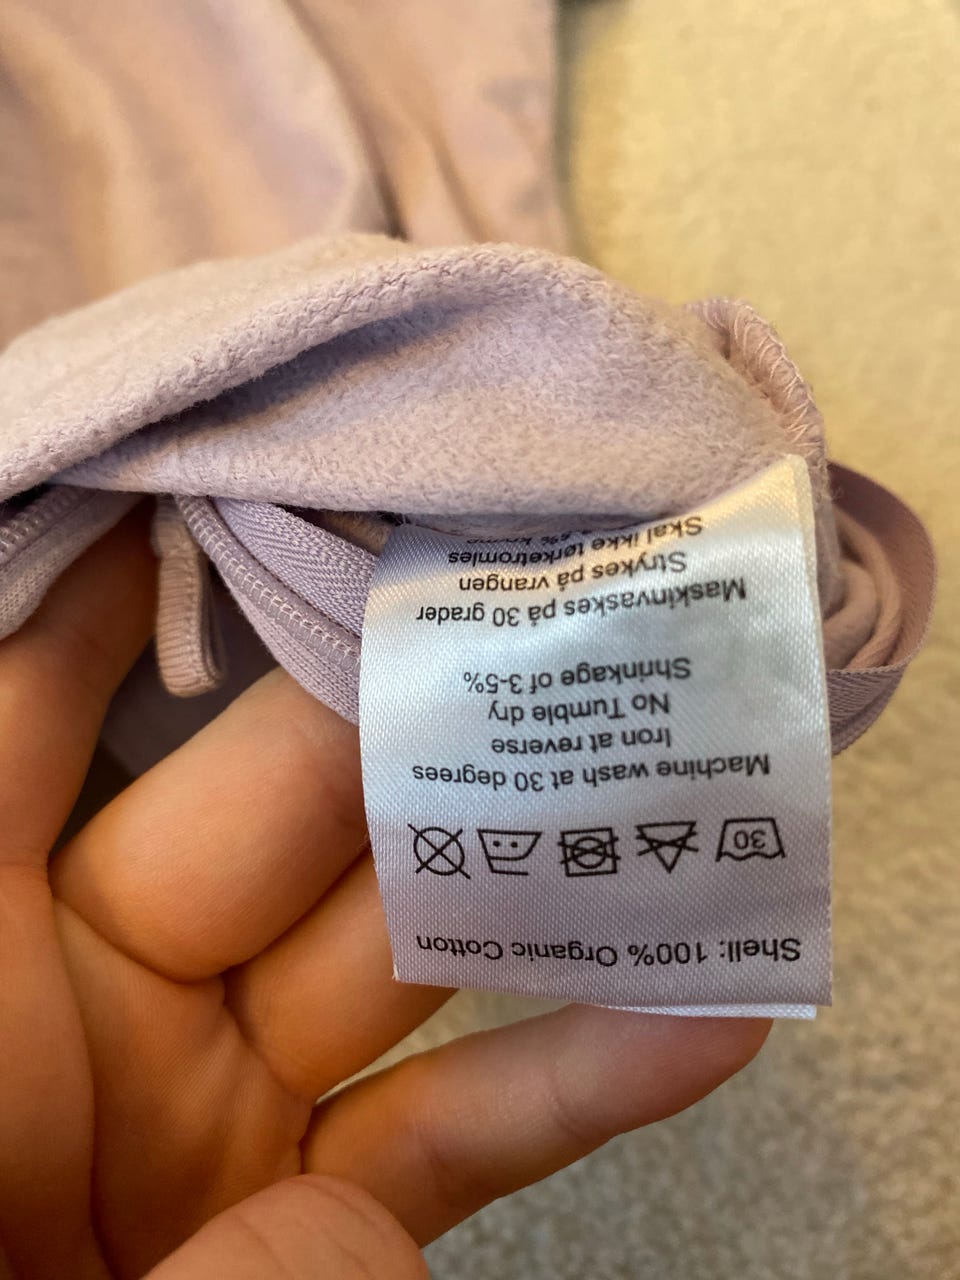 Shell: 100% Organic Cotton
30
Machine wash at 30 degrees
Iron at reverse
No Tumble dry
Shrinkage of 3-5%
Maskinvaskes på 30 grader
Strykes på vrangen
Skal ikke tørketromles